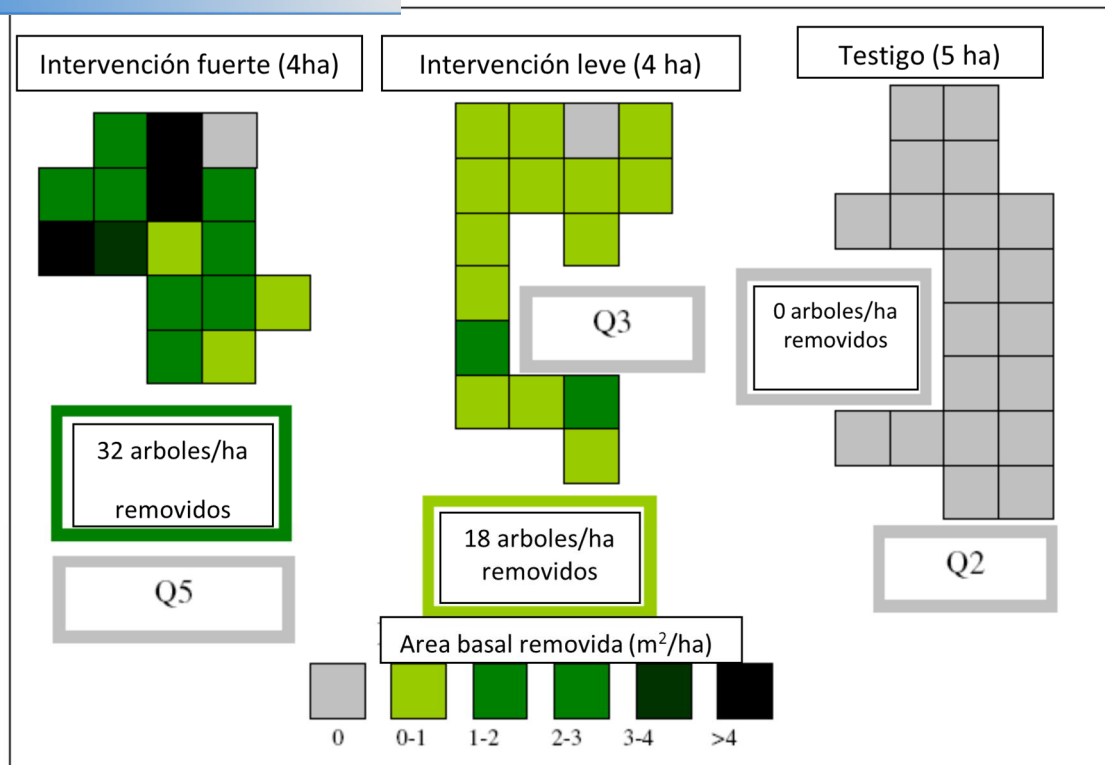 Intervención fuerte (4ha)
Intervención leve (4 ha)
Testigo (5 ha)
Q3
0 arboles/ha
removidos
32 arboles/ha
removidos
18 arboles/ha
removidos
Q5
Q2
Area basal removida (m²/ha)
0 0-1 1-2 2-3 3-4 >4